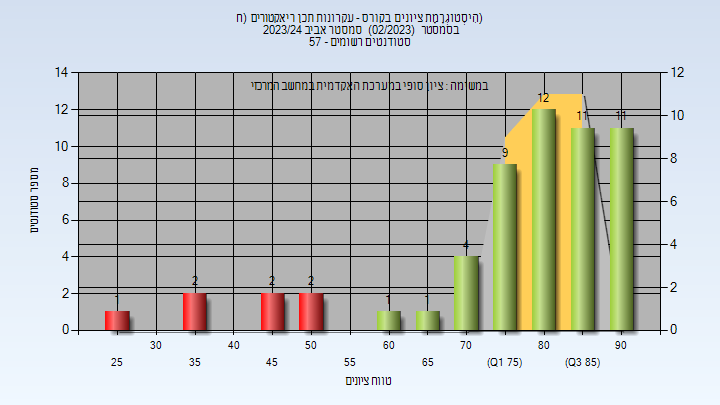 (הִיסְטוֹגְרָמָת ציונים בקורס - עקרונות תכן ריאקטורים (ח
בסמסטר (02/2023) סמסטר אביב 2023/24
סטודנטים רשומים - 57
במשימה : ציון סופי במערכת האקדמית במחשב המרכזי
מספר סטודנטים
14 12 10 8 6 4 2 0
12 10 8 6 4 2 0
1 2 2 2 1 1 4 9 12 11 11
30 40 50 60 70 80 90
25 35 45 55 65 (Q1 75) (Q3 85)
טווח ציונים